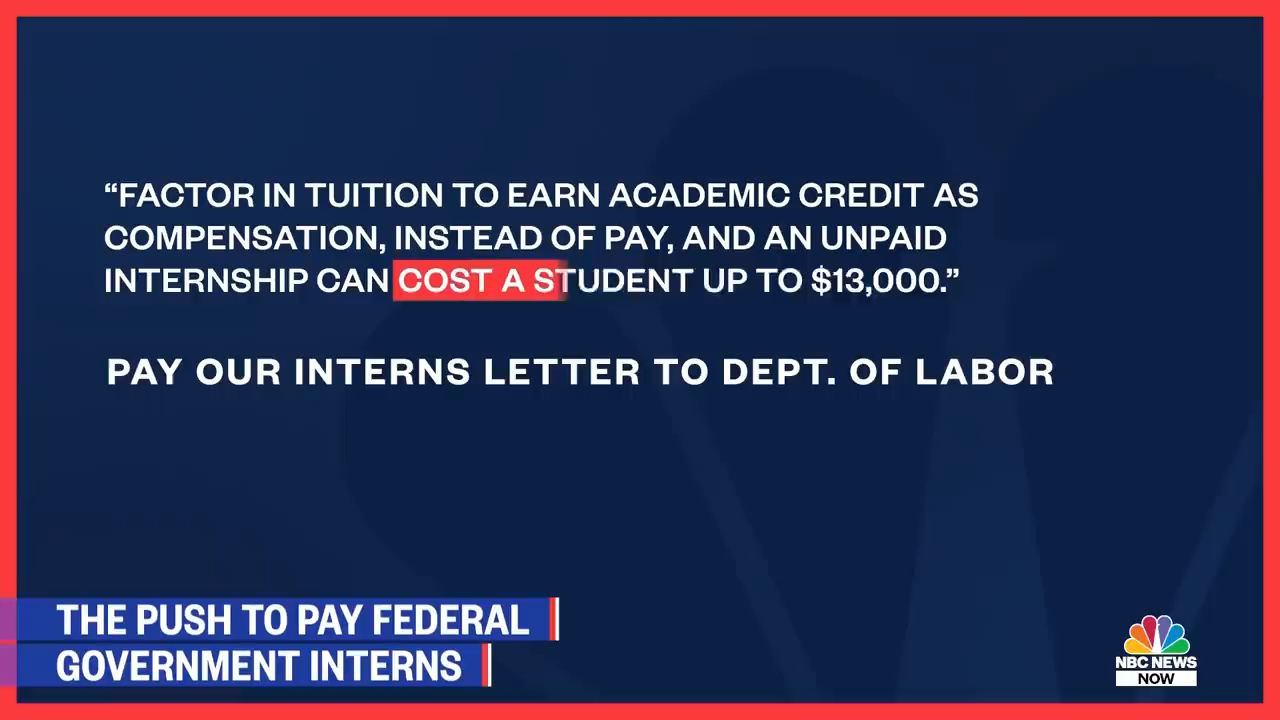 “FACTOR IN TUITION TO EARN ACADEMIC CREDIT AS
COMPENSATION, INSTEAD OF PAY, AND AN UNPAID
INTERNSHIP CAN COST A STUDENT UP TO $13,000.”
PAY OUR INTERNS LETTER TO DEPT. OF LABOR
THE PUSH TO PAY FEDERAL
GOVERNMENT INTERNS
NBC NEWS
NOW